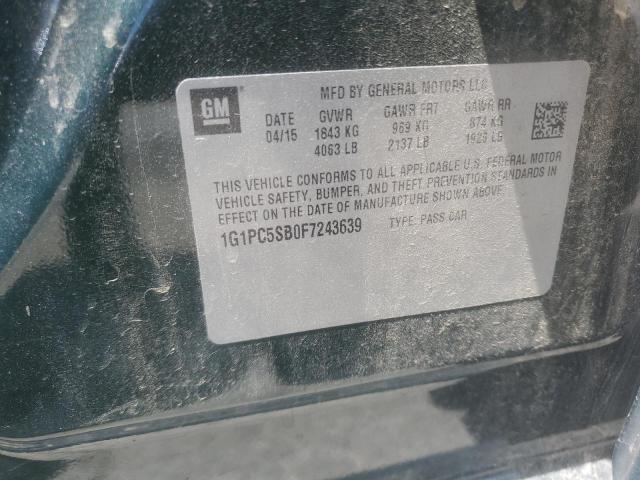 MFD BY GENERAL MOTORS LLC
GM
DATE GVWR GAWR FRT GAWR RR
04/15 1843 KG 969 KG 874 KG
4063 LB 2137 LB 1926 LB
THIS VEHICLE CONFORMS TO ALL APPLICABLE U.S. FEDERAL MOTOR
VEHICLE SAFETY, BUMPER, AND THEFT PREVENTION STANDARDS IN
EFFECT ON THE DATE OF MANUFACTURE SHOWN ABOVE.
1G1PC5SB0F7243639 TYPE: PASS CAR